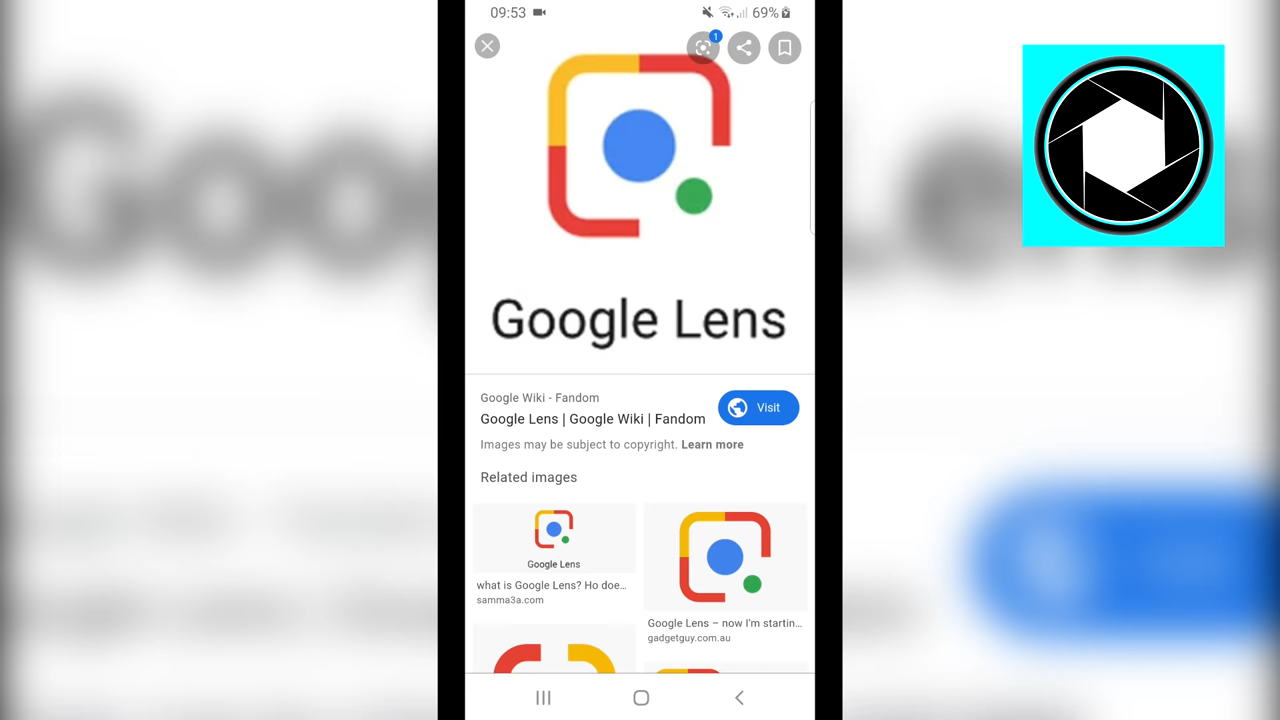 09:53
69%
1
Google Lens
Google Wiki - Fandom
Google Lens | Google Wiki | Fandom
Visit
Images may be subject to copyright. Learn more
Related images
Google Lens
what is Google Lens? Ho doe...
samma3a.com
Google Lens – now I'm startin...
gadgetguy.com.au